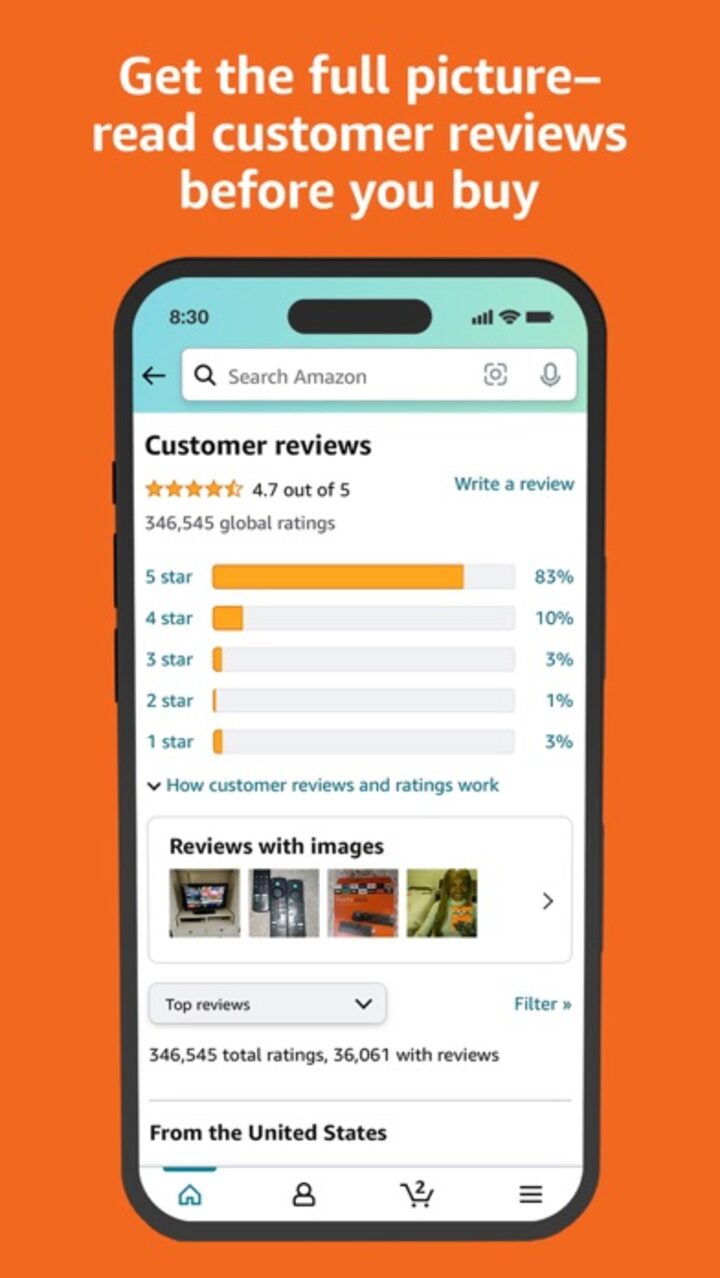 Get the full picture–
read customer reviews
before you buy
8:30
Search Amazon
Customer reviews
4.7 out of 5
Write a review
346,545 global ratings
5 star 83%
4 star 10%
3 star 3%
2 star 1%
1 star 3%
How customer reviews and ratings work
Reviews with images
Top reviews
Filter »
346,545 total ratings, 36,061 with reviews
From the United States
2